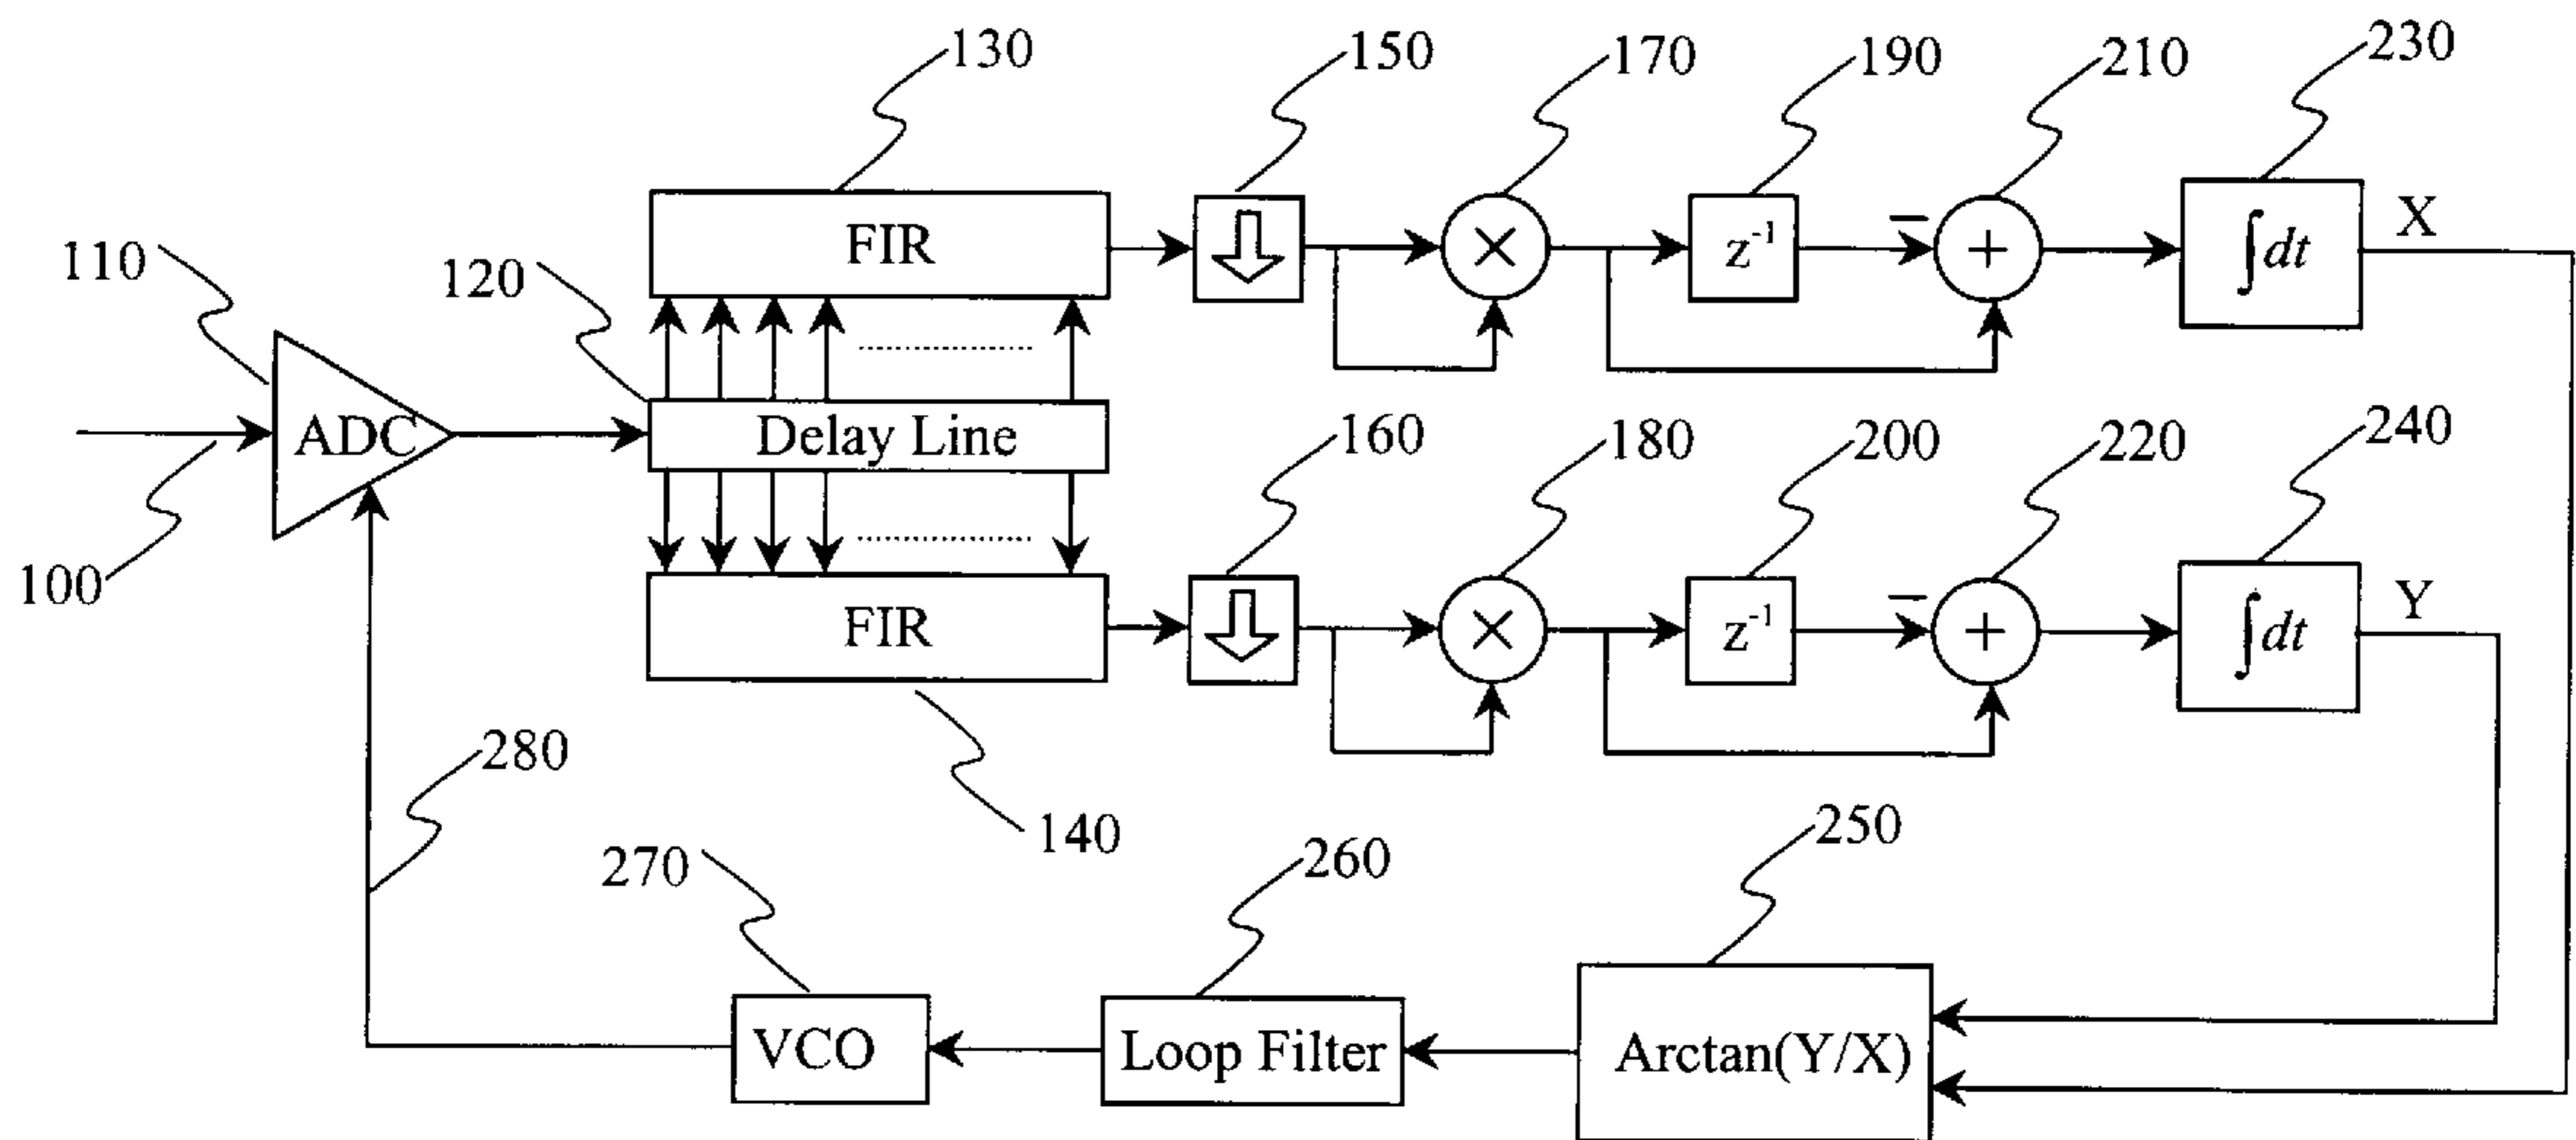 130
150
170
190
210
230
110
120
FIR
×
z⁻¹
−
+
∫dt
X
ADC
Delay Line
160
180
200
220
240
100
FIR
×
z⁻¹
−
+
∫dt
Y
280
140
270
260
250
VCO
Loop Filter
Arctan(Y/X)